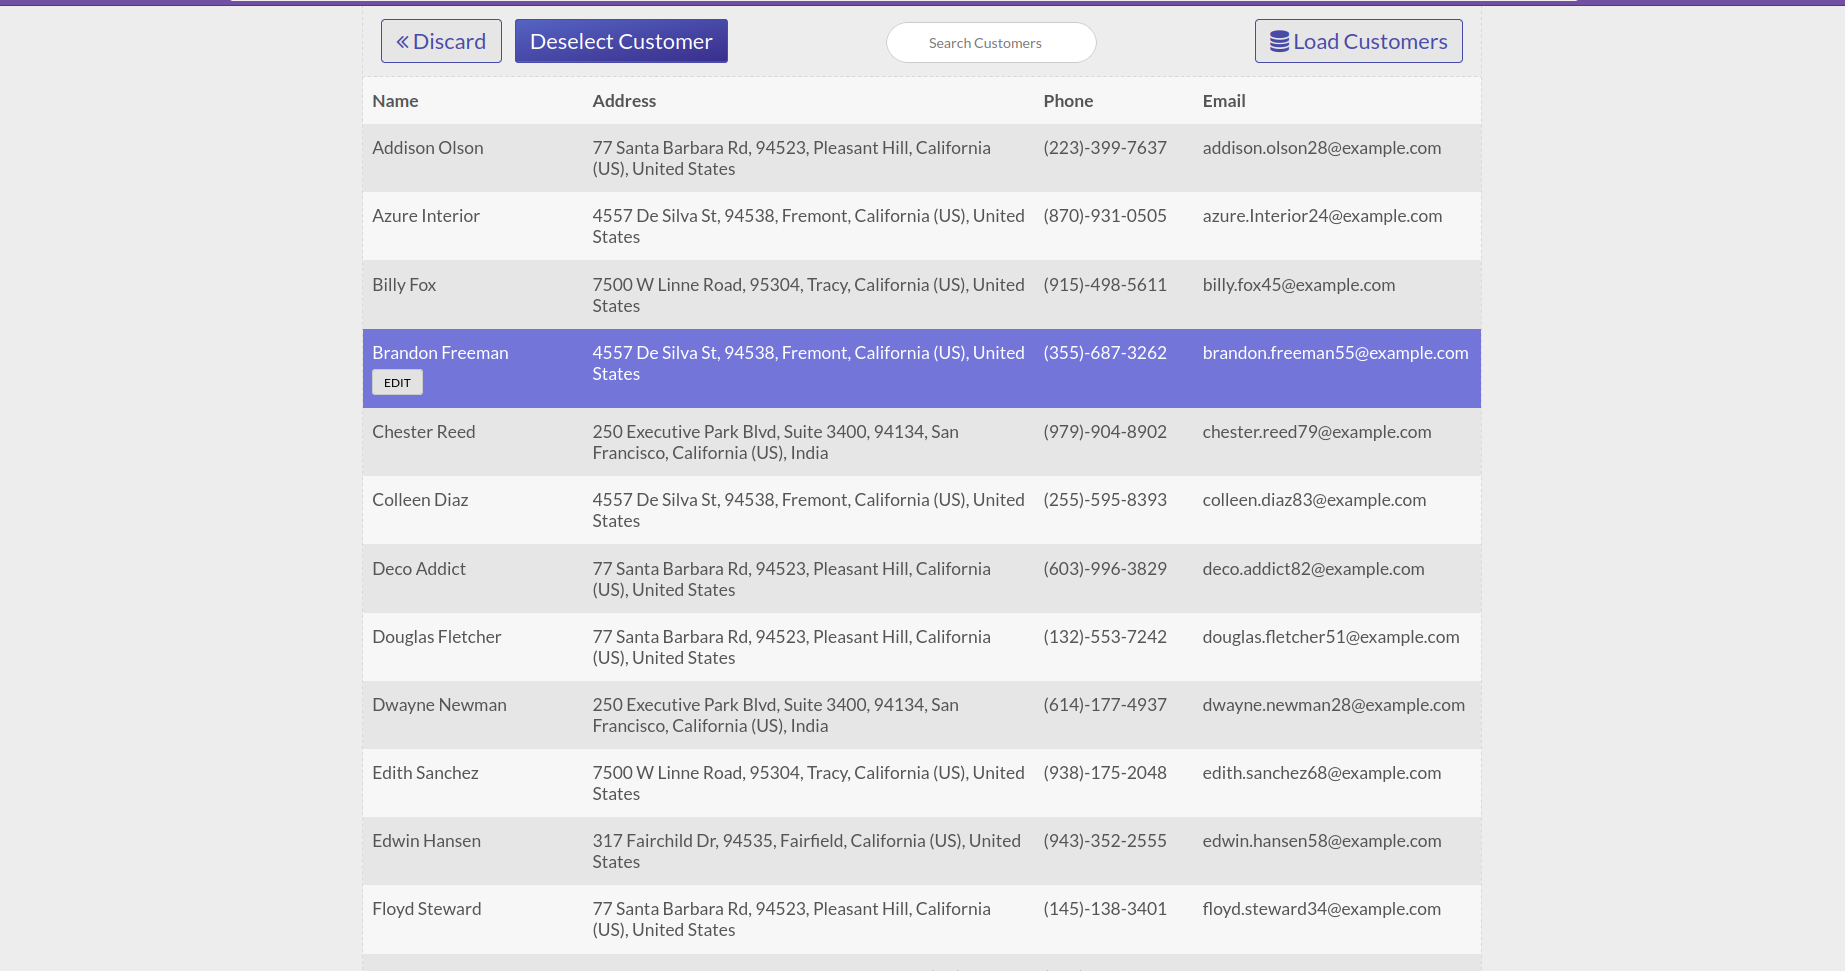 Discard Deselect Customer Search Customers Load Customers
Name Address Phone Email
Addison Olson 77 Santa Barbara Rd, 94523, Pleasant Hill, California (223)-399-7637 addison.olson28@example.com
(US), United States
Azure Interior 4557 De Silva St, 94538, Fremont, California (US), United (870)-931-0505 azure.Interior24@example.com
States
Billy Fox 7500 W Linne Road, 95304, Tracy, California (US), United (915)-498-5611 billy.fox45@example.com
States
Brandon Freeman 4557 De Silva St, 94538, Fremont, California (US), United (355)-687-3262 brandon.freeman55@example.com
EDIT States
Chester Reed 250 Executive Park Blvd, Suite 3400, 94134, San (979)-904-8902 chester.reed79@example.com
Francisco, California (US), India
Colleen Diaz 4557 De Silva St, 94538, Fremont, California (US), United (255)-595-8393 colleen.diaz83@example.com
States
Deco Addict 77 Santa Barbara Rd, 94523, Pleasant Hill, California (603)-996-3829 deco.addict82@example.com
(US), United States
Douglas Fletcher 77 Santa Barbara Rd, 94523, Pleasant Hill, California (132)-553-7242 douglas.fletcher51@example.com
(US), United States
Dwayne Newman 250 Executive Park Blvd, Suite 3400, 94134, San (614)-177-4937 dwayne.newman28@example.com
Francisco, California (US), India
Edith Sanchez 7500 W Linne Road, 95304, Tracy, California (US), United (938)-175-2048 edith.sanchez68@example.com
States
Edwin Hansen 317 Fairchild Dr, 94535, Fairfield, California (US), United (943)-352-2555 edwin.hansen58@example.com
States
Floyd Steward 77 Santa Barbara Rd, 94523, Pleasant Hill, California (145)-138-3401 floyd.steward34@example.com
(US), United States